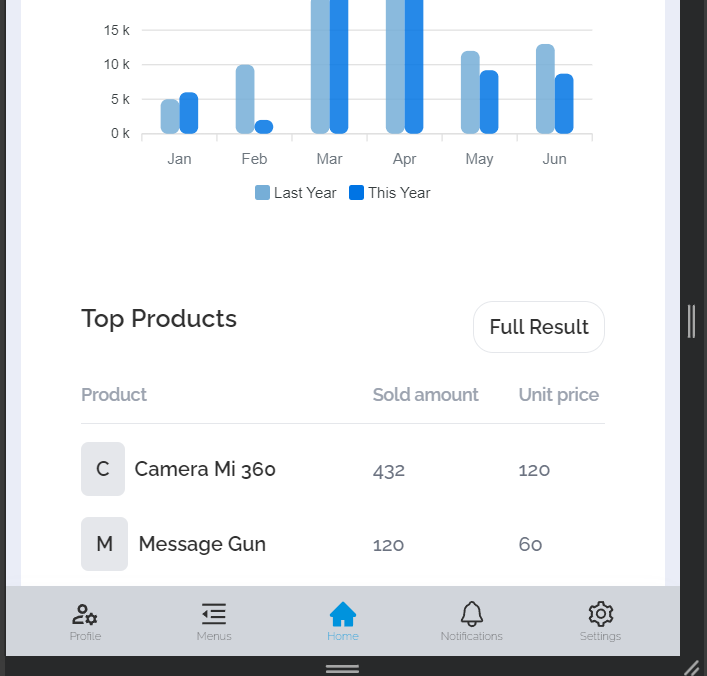 15 k
10 k
5 k
0 k
Jan Feb Mar Apr May Jun
Last Year This Year
Top Products Full Result
Product Sold amount Unit price
C Camera Mi 360 432 120
M Message Gun 120 60
Profile Menus Home Notifications Settings